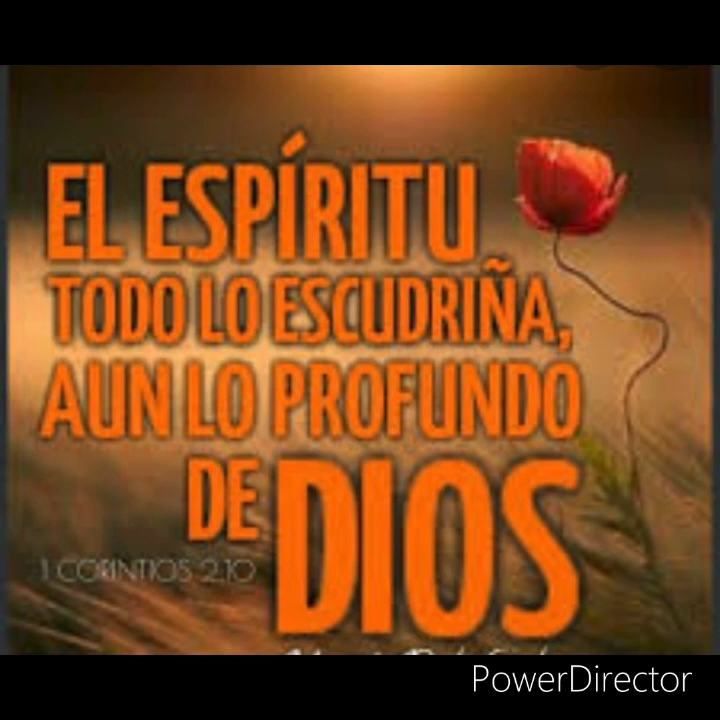 EL ESPÍRITU
TODO LO ESCUDRIÑA,
AUN LO PROFUNDO
DE DIOS
1 CORINTIOS 2.10
PowerDirector